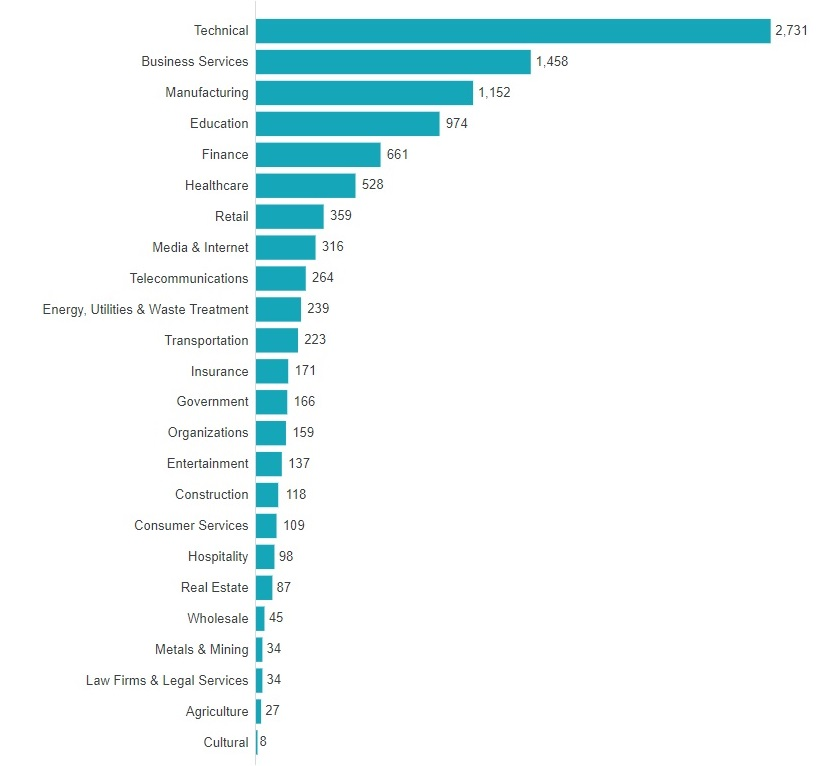 Technical 2,731
Business Services 1,458
Manufacturing 1,152
Education 974
Finance 661
Healthcare 528
Retail 359
Media & Internet 316
Telecommunications 264
Energy, Utilities & Waste Treatment 239
Transportation 223
Insurance 171
Government 166
Organizations 159
Entertainment 137
Construction 118
Consumer Services 109
Hospitality 98
Real Estate 87
Wholesale 45
Metals & Mining 34
Law Firms & Legal Services 34
Agriculture 27
Cultural 8